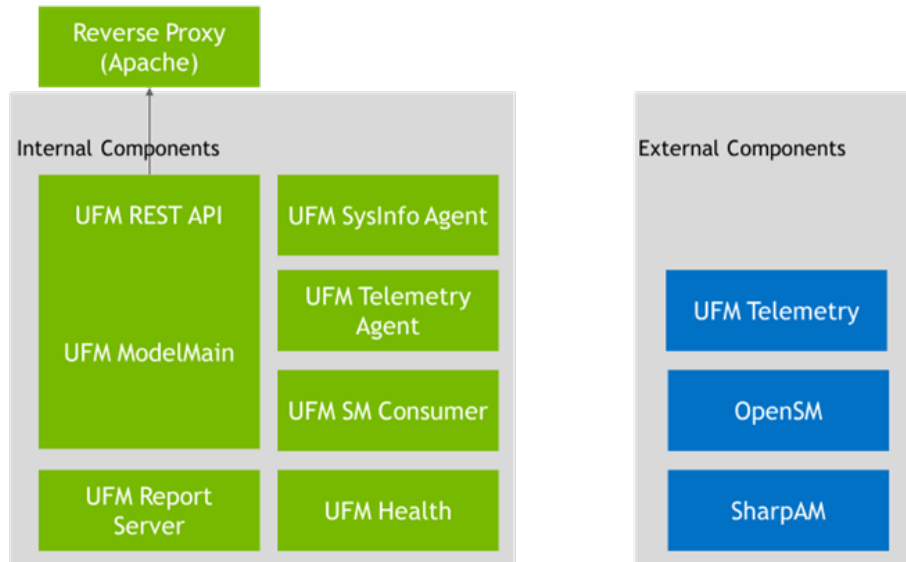 Reverse Proxy
(Apache)
Internal Components
External Components
UFM REST API
UFM ModelMain
UFM SysInfo Agent
UFM Telemetry
Agent
UFM SM Consumer
UFM Report
Server
UFM Health
UFM Telemetry
OpenSM
SharpAM